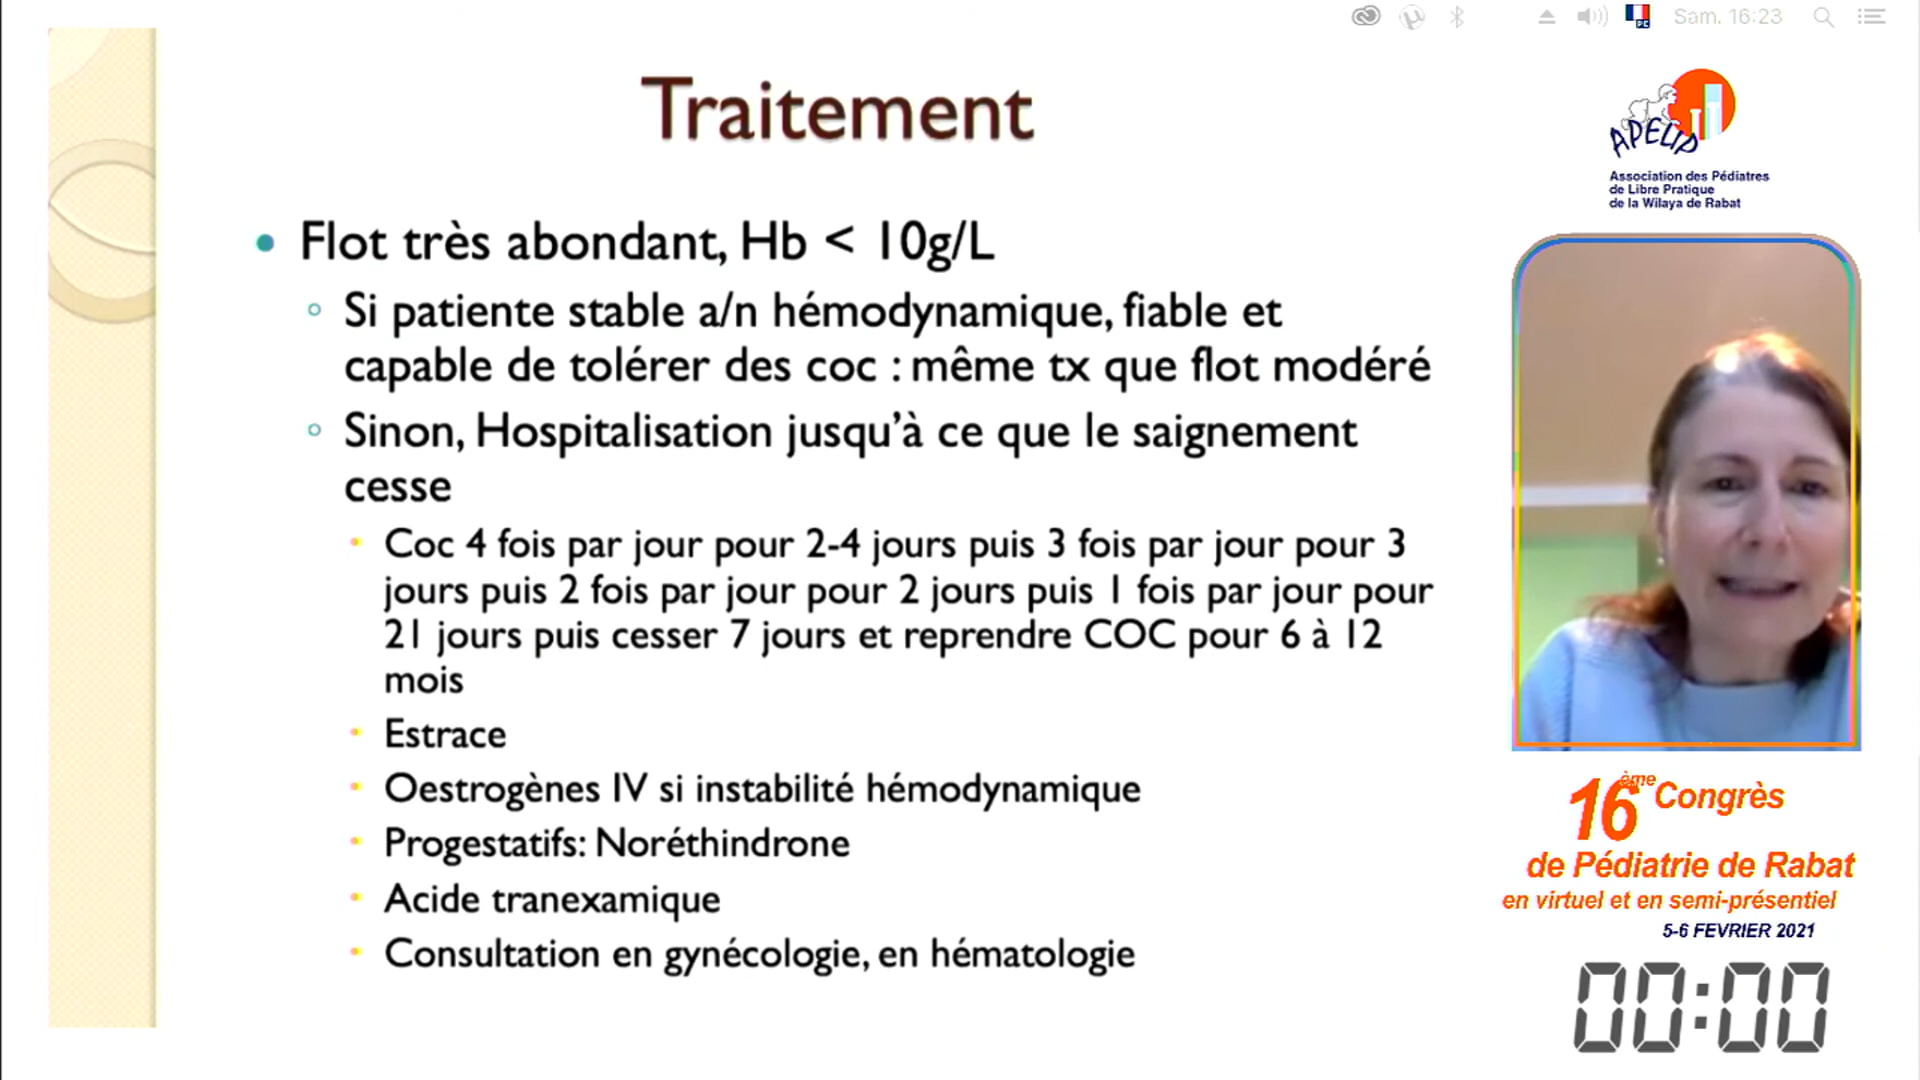 Sam. 16:23
Traitement
Flot très abondant, Hb < 10g/L
Si patiente stable a/n hémodynamique, fiable et
capable de tolérer des coc : même tx que flot modéré
Sinon, Hospitalisation jusqu'à ce que le saignement
cesse
Coc 4 fois par jour pour 2-4 jours puis 3 fois par jour pour 3
jours puis 2 fois par jour pour 2 jours puis 1 fois par jour pour
21 jours puis cesser 7 jours et reprendre COC pour 6 à 12
mois
Estrace
Oestrogènes IV si instabilité hémodynamique
Progestatifs: Noréthindrone
Acide tranexamique
Consultation en gynécologie, en hématologie
APELIP
Association des Pédiatres
de Libre Pratique
de la Wilaya de Rabat
16ème Congrès
de Pédiatrie de Rabat
en virtuel et en semi-présentiel
5-6 FEVRIER 2021
00:00